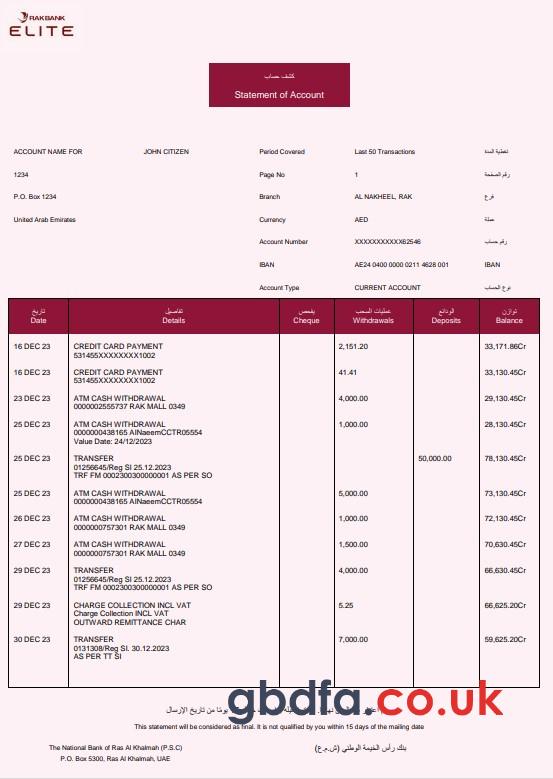 RAKBANK
ELITE
كشف حساب
Statement of Account
ACCOUNT NAME FOR JOHN CITIZEN Period Covered Last 50 Transactions تغطية المدة
1234 Page No 1 رقم الصفحة
P.O. Box 1234 Branch AL NAKHEEL, RAK فرع
United Arab Emirates Currency AED عملة
Account Number XXXXXXXXXX62546 رقم حساب
IBAN AE24 0400 0000 0211 4628 001 IBAN
Account Type CURRENT ACCOUNT نوع الحساب
تاريخ تفاصيل يفحص عمليات السحب الودائع توازن
Date Details Cheque Withdrawals Deposits Balance
16 DEC 23 CREDIT CARD PAYMENT 2,151.20 33,171.86Cr
531455XXXXXXXX1002
16 DEC 23 CREDIT CARD PAYMENT 41.41 33,130.45Cr
531455XXXXXXXX1002
23 DEC 23 ATM CASH WITHDRAWAL 4,000.00 29,130.45Cr
0000002555737 RAK MALL 0349
25 DEC 23 ATM CASH WITHDRAWAL 1,000.00 28,130.45Cr
0000000438165 AlNaeemCCTR05554
Value Date: 24/12/2023
25 DEC 23 TRANSFER 50,000.00 78,130.45Cr
01256645/Reg SI 25.12.2023
TRF FM 0002300300000001 AS PER SO
25 DEC 23 ATM CASH WITHDRAWAL 5,000.00 73,130.45Cr
0000000438165 AlNaeemCCTR05554
26 DEC 23 ATM CASH WITHDRAWAL 1,000.00 72,130.45Cr
0000000757301 RAK MALL 0349
27 DEC 23 ATM CASH WITHDRAWAL 1,500.00 70,630.45Cr
0000000757301 RAK MALL 0349
29 DEC 23 TRANSFER 4,000.00 66,630.45Cr
01256645/Reg SI 25.12.2023
TRF FM 0002300300000001 AS PER SO
29 DEC 23 CHARGE COLLECTION INCL VAT 5.25 66,625.20Cr
Charge Collection INCL VAT
OUTWARD REMITTANCE CHAR
30 DEC 23 TRANSFER 7,000.00 59,625.20Cr
0131308/Reg SI. 30.12.2023
AS PER TT SI
gbdfa.co.uk
يومًا من تاريخ الإرسال
This statement will be considered as final. It is not qualified by you within 15 days of the mailing date
The National Bank of Ras Al Khaimah (P.S.C) بنك رأس الخيمة الوطني (ش.م.ع)
P.O. Box 5300, Ras Al Khaimah, UAE